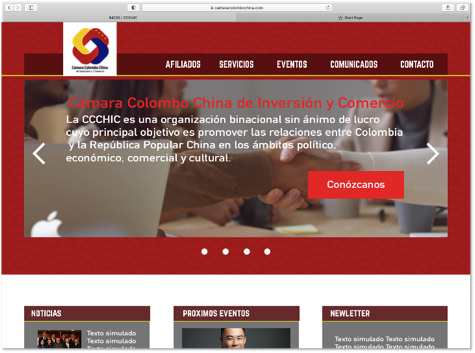 camaracolombochina.com
INICIO | CCCHIC
Start Page
Cámara Colombo China
de Inversión y Comercio
AFILIADOS SERVICIOS EVENTOS COMUNICADOS CONTACTO
Cámara Colombo China de Inversión y Comercio
La CCCHIC es una organización binacional sin ánimo de lucro
cuyo principal objetivo es promover las relaciones entre Colombia
y la República Popular China en los ámbitos político,
económico, comercial y cultural.
Conózcanos
NOTICIAS
Texto simulado
Texto simulado
Texto simulado
PROXIMOS EVENTOS
NEWLETTER
Texto simulado Texto simulado
Texto simulado Texto simulado